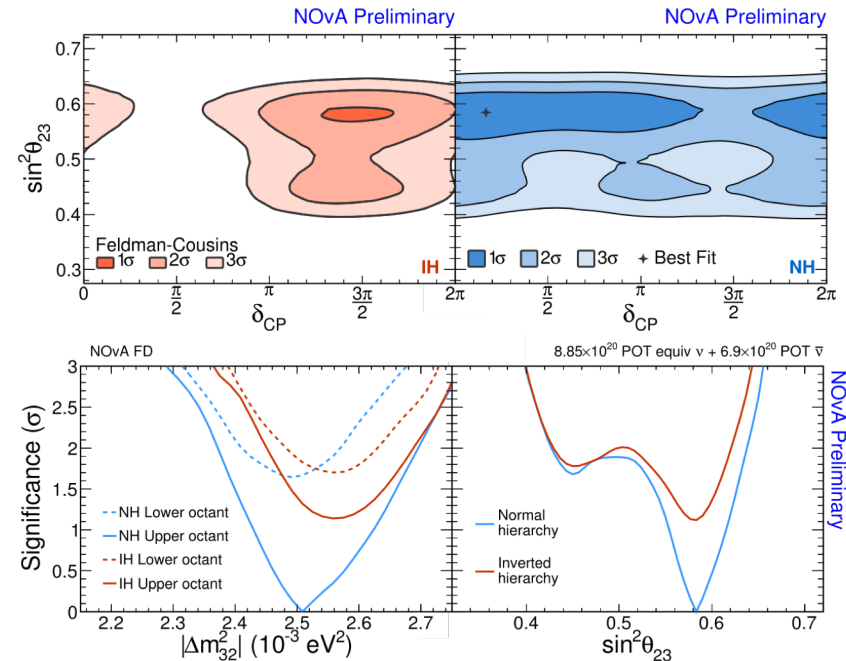 NOvA Preliminary
NOvA Preliminary
sin²θ₂₃
0.7
0.6
0.5
0.4
0.3
Feldman-Cousins
1σ 2σ 3σ
IH
1σ 2σ 3σ Best Fit
NH
0 π/2 π 3π/2 2π π/2 π 3π/2 2π
δCP
δCP
NOvA FD
8.85×10²⁰ POT equiv ν + 6.9×10²⁰ POT ν̅
NOvA Preliminary
Significance (σ)
3
2.5
2
1.5
1
0.5
0
NH Lower octant
NH Upper octant
IH Lower octant
IH Upper octant
Normal
hierarchy
Inverted
hierarchy
2.2 2.3 2.4 2.5 2.6 2.7 0.4 0.5 0.6 0.7
|Δm²₃₂| (10⁻³ eV²)
sin²θ₂₃